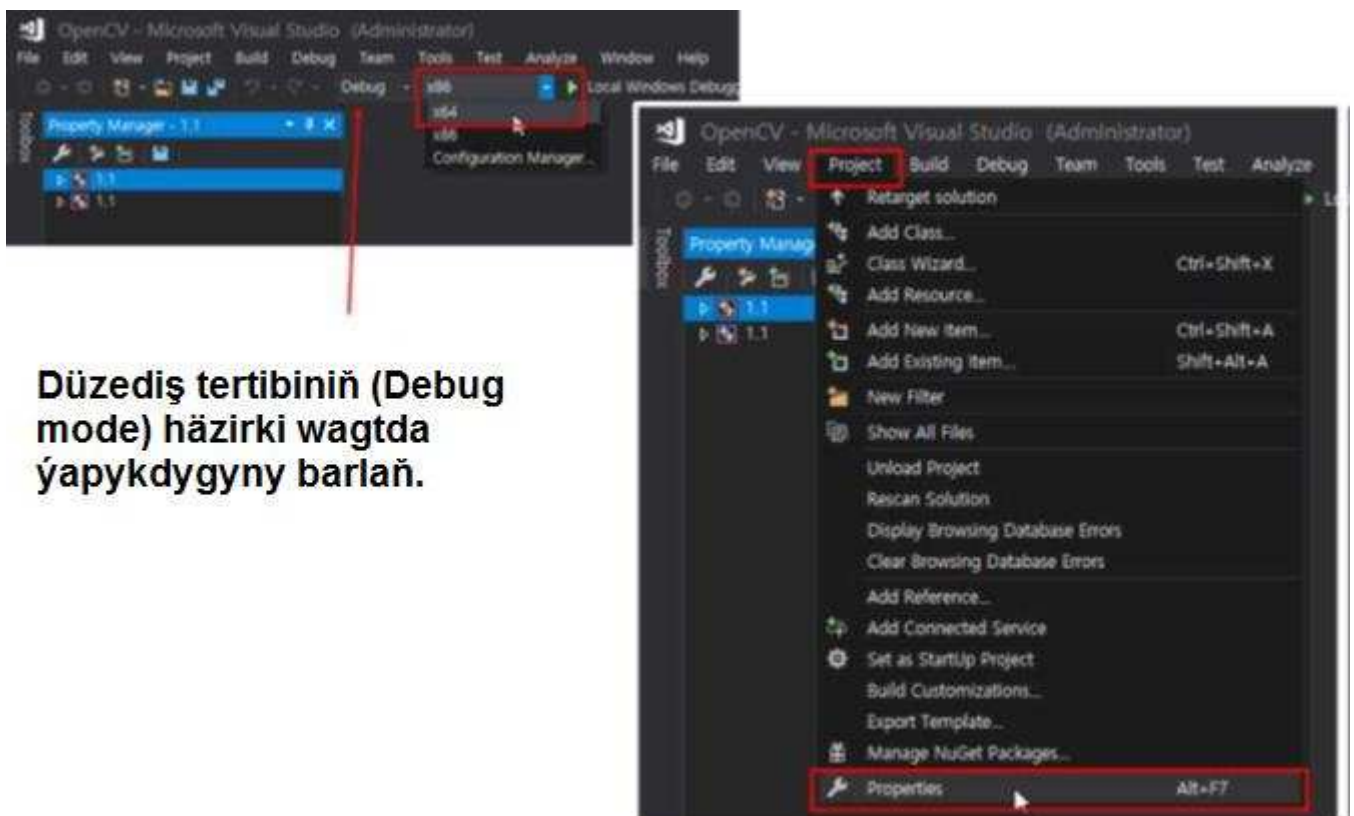 OpenCV - Microsoft Visual Studio (Administrator)
File Edit View Project Build Debug Team Tools Test Analyze Window Help
Debug x86 Local Windows Debugg
x64
x86
Configuration Manager...
Toolbox
Property Manager - 1.1
1.1
1.1
Düzediş tertibiniň (Debug
mode) häzirki wagtda
ýapykdygyny barlaň.
OpenCV - Microsoft Visual Studio (Administrator)
File Edit View Project Build Debug Team Tools Test Analyze
Toolbox
Property Manag
1.1
1.1
Retarget solution
Add Class...
Class Wizard... Ctrl+Shift+X
Add Resource...
Add New Item... Ctrl+Shift+A
Add Existing Item... Shift+Alt+A
New Filter
Show All Files
Unload Project
Rescan Solution
Display Browsing Database Errors
Clear Browsing Database Errors
Add Reference...
Add Connected Service
Set as StartUp Project
Build Customizations...
Export Template...
Manage NuGet Packages...
Properties Alt+F7